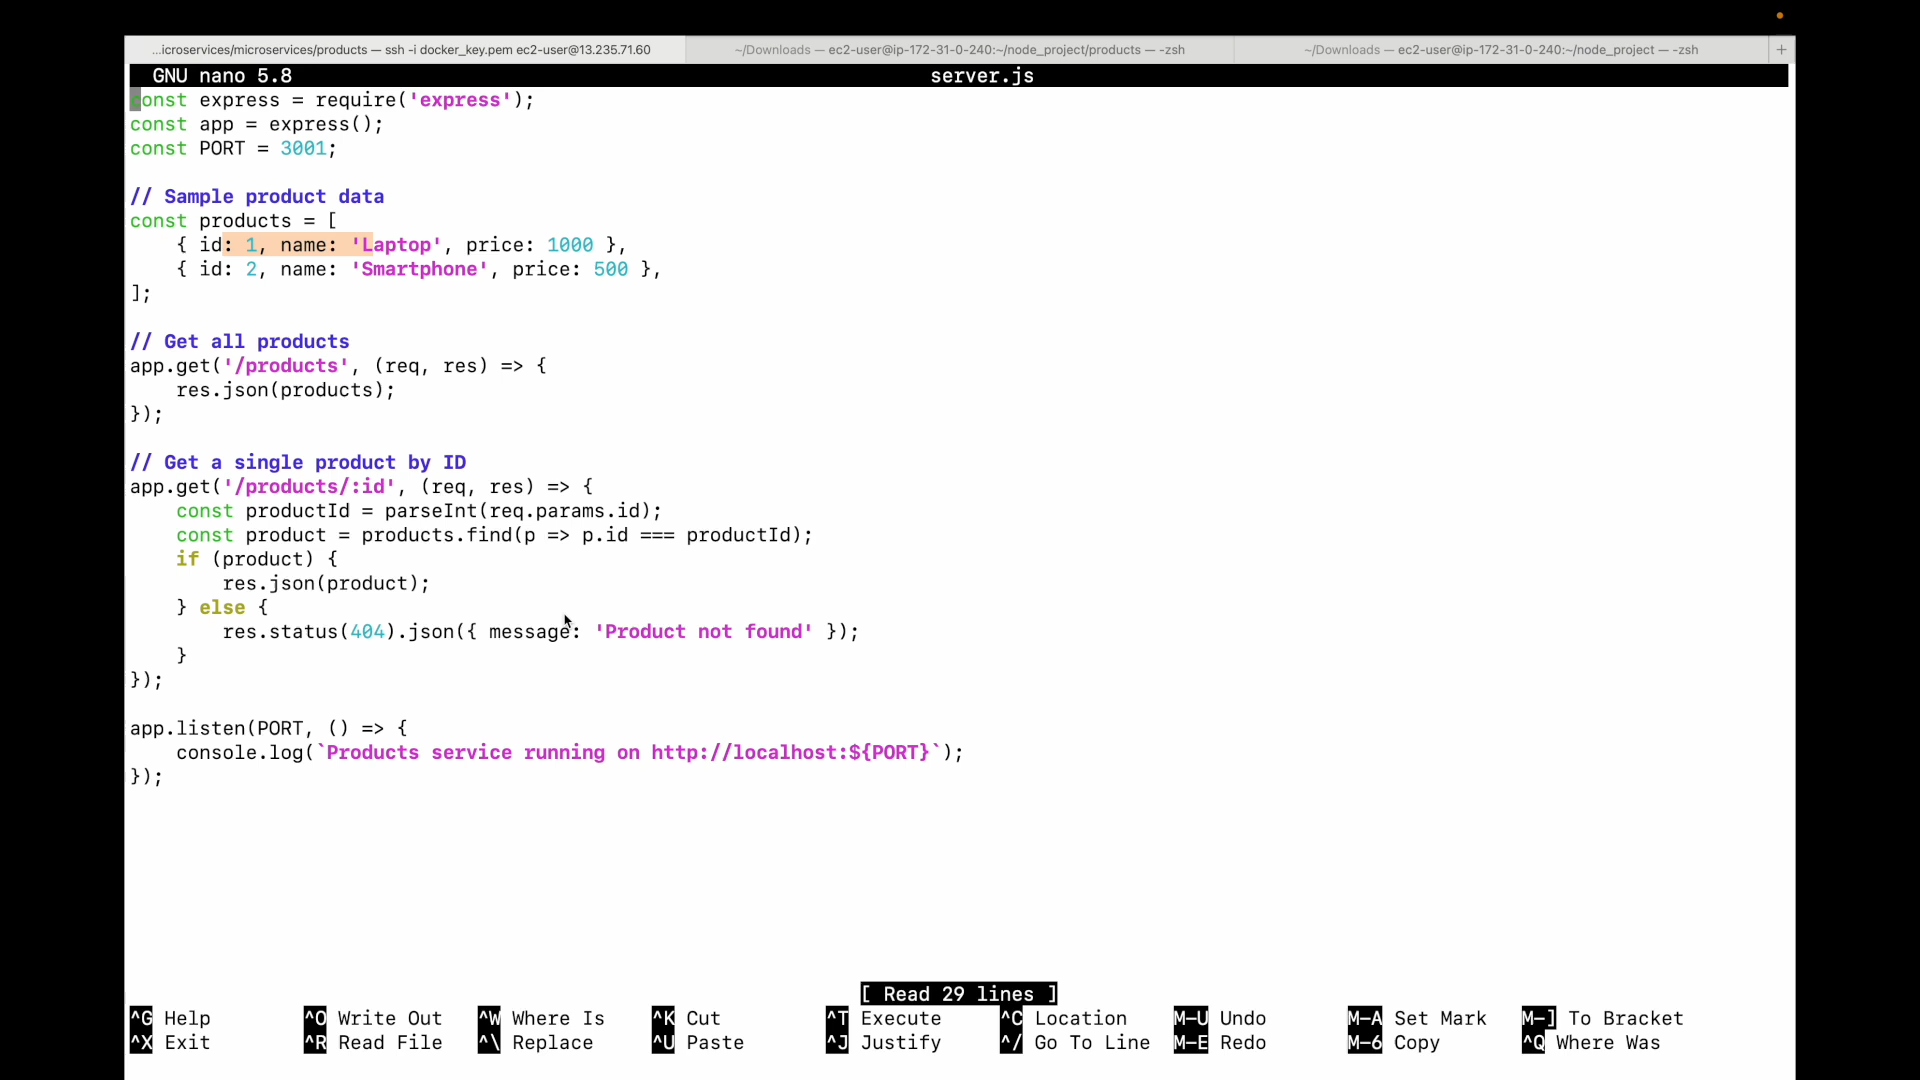 ...icroservices/microservices/products — ssh -i docker_key.pem ec2-user@13.235.71.60
~/Downloads — ec2-user@ip-172-31-0-240:~/node_project/products — -zsh
~/Downloads — ec2-user@ip-172-31-0-240:~/node_project — -zsh
+
GNU nano 5.8 server.js
const express = require('express');
const app = express();
const PORT = 3001;
// Sample product data
const products = [
    { id: 1, name: 'Laptop', price: 1000 },
    { id: 2, name: 'Smartphone', price: 500 },
];
// Get all products
app.get('/products', (req, res) => {
    res.json(products);
});
// Get a single product by ID
app.get('/products/:id', (req, res) => {
    const productId = parseInt(req.params.id);
    const product = products.find(p => p.id === productId);
    if (product) {
        res.json(product);
    } else {
        res.status(404).json({ message: 'Product not found' });
    }
});
app.listen(PORT, () => {
    console.log(`Products service running on http://localhost:${PORT}`);
});
[ Read 29 lines ]
^G Help ^O Write Out ^W Where Is ^K Cut ^T Execute ^C Location M-U Undo M-A Set Mark M-] To Bracket
^X Exit ^R Read File ^\ Replace ^U Paste ^J Justify ^/ Go To Line M-E Redo M-6 Copy ^Q Where Was